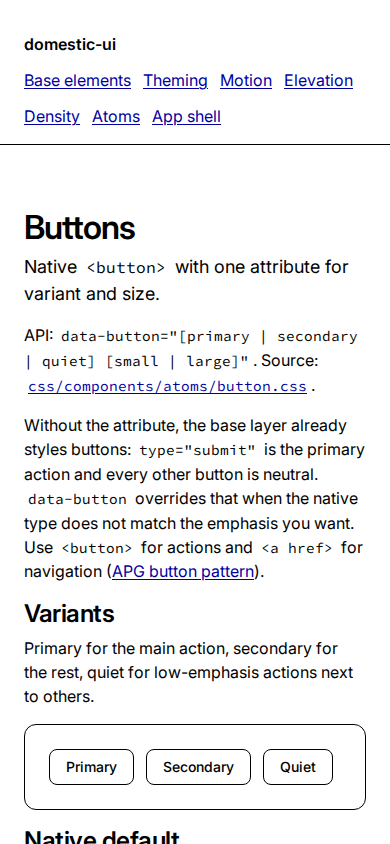 domestic-ui
Base elements Theming Motion Elevation
Density Atoms App shell
Buttons
Native <button> with one attribute for
variant and size.
API: data-button="[primary | secondary
| quiet] [small | large]". Source:
css/components/atoms/button.css.
Without the attribute, the base layer already
styles buttons: type="submit" is the primary
action and every other button is neutral.
data-button overrides that when the native
type does not match the emphasis you want.
Use <button> for actions and <a href> for
navigation (APG button pattern).
Variants
Primary for the main action, secondary for
the rest, quiet for low-emphasis actions next
to others.
Primary Secondary Quiet
Native default